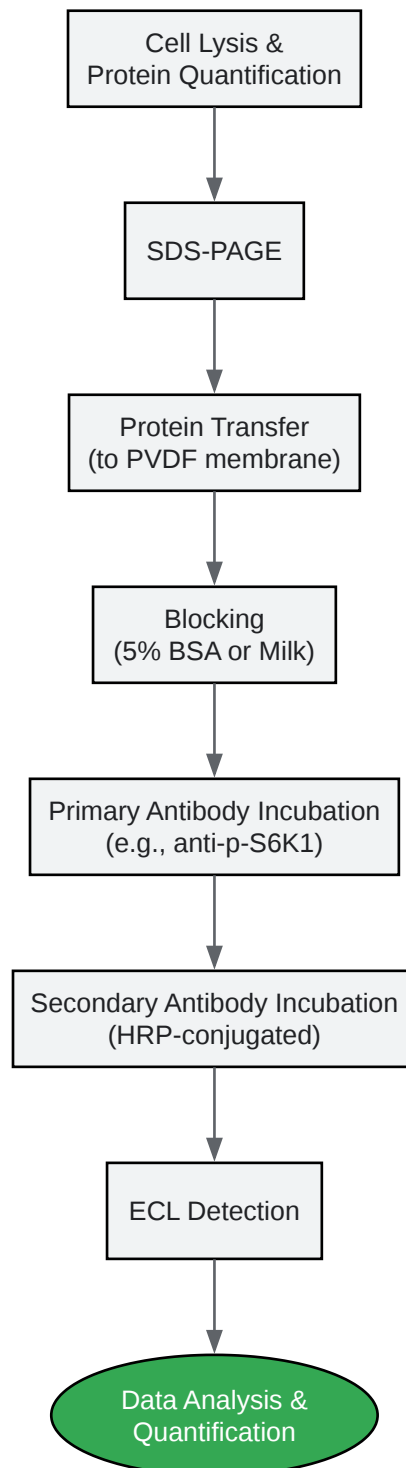 Cell Lysis &
Protein Quantification
SDS-PAGE
Protein Transfer
(to PVDF membrane)
Blocking
(5% BSA or Milk)
Primary Antibody Incubation
(e.g., anti-p-S6K1)
Secondary Antibody Incubation
(HRP-conjugated)
ECL Detection
Data Analysis &
Quantification